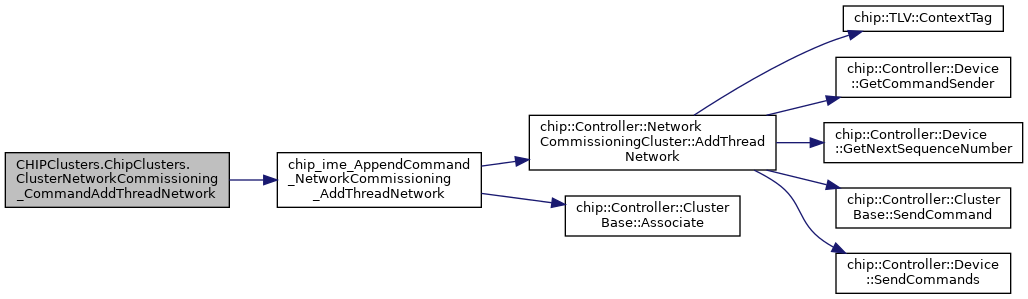 CHIPClusters.ChipClusters.
ClusterNetworkCommissioning
_CommandAddThreadNetwork
chip_ime_AppendCommand
_NetworkCommissioning
_AddThreadNetwork
chip::Controller::Network
CommissioningCluster::AddThread
Network
chip::Controller::Cluster
Base::Associate
chip::TLV::ContextTag
chip::Controller::Device
::GetCommandSender
chip::Controller::Device
::GetNextSequenceNumber
chip::Controller::Cluster
Base::SendCommand
chip::Controller::Device
::SendCommands